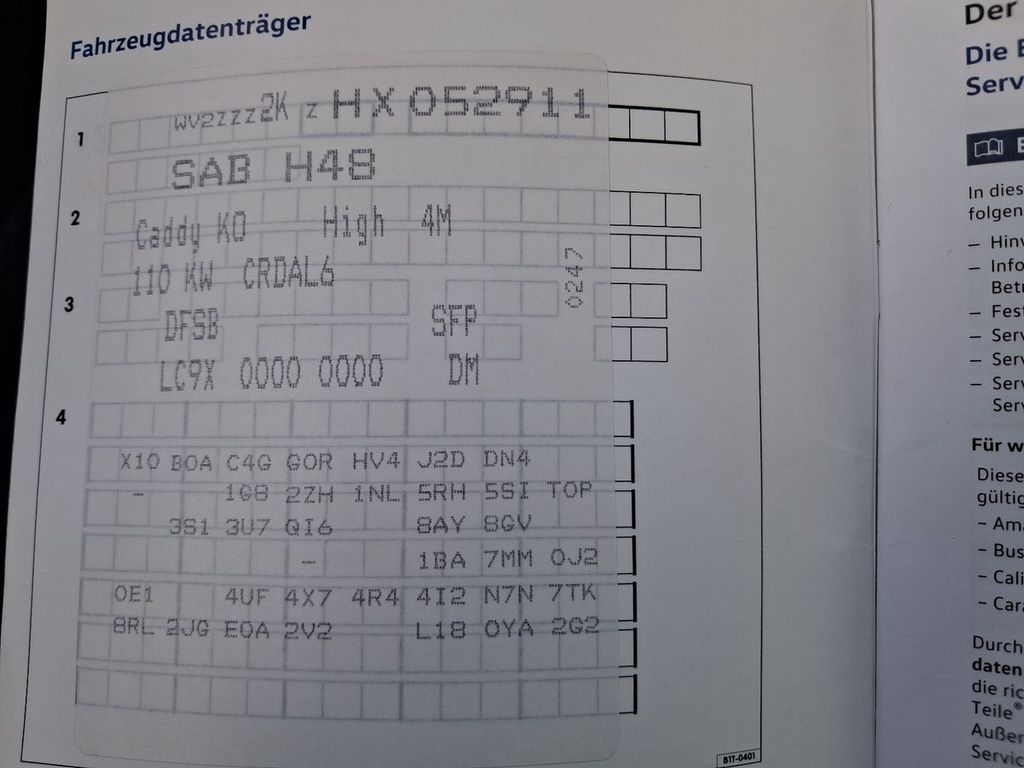 Fahrzeugdatenträger
1
WV2ZZZ2K Z HX052911
SAB H48
2
Caddy KO High 4M
110 KW CRDAL6
0247
3
DFSB SFP
LC9X 0000 0000 DM
4
X10 BOA C4G GOR HV4 J2D DN4
- 1G8 2ZH 1NL 5RH 5SI TOP
3S1 3U7 QI6 8AY 8GV
- 1BA 7MM OJ2
OE1 4UF 4X7 4R4 4I2 N7N 7TK
8RL 2JG EOA 2V2 L18 OYA 2G2
B1T-0401
Der
Die
Serv
In dies
folgen
– Hinw
– Info
Betr
– Fest
– Serv
– Serv
– Serv
Serv
Für w
Diese
gültig
– Ama
– Bus
– Cali
– Cara
Durch
daten
die ric
Teile®
Außer
Servic